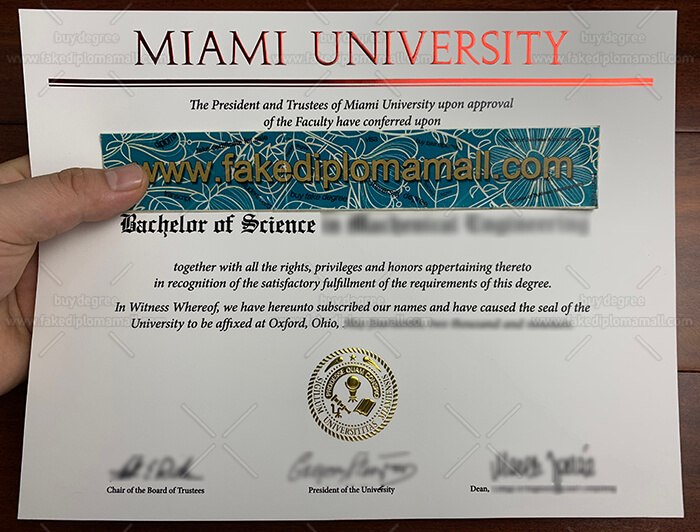 MIAMI UNIVERSITY
The President and Trustees of Miami University upon approval
of the Faculty have conferred upon
www.fakediplomamall.com
Bachelor of Science
together with all the rights, privileges and honors appertaining thereto
in recognition of the satisfactory fulfillment of the requirements of this degree.
In Witness Whereof, we have hereunto subscribed our names and have caused the seal of the
University to be affixed at Oxford, Ohio,
Chair of the Board of Trustees
President of the University
Dean,